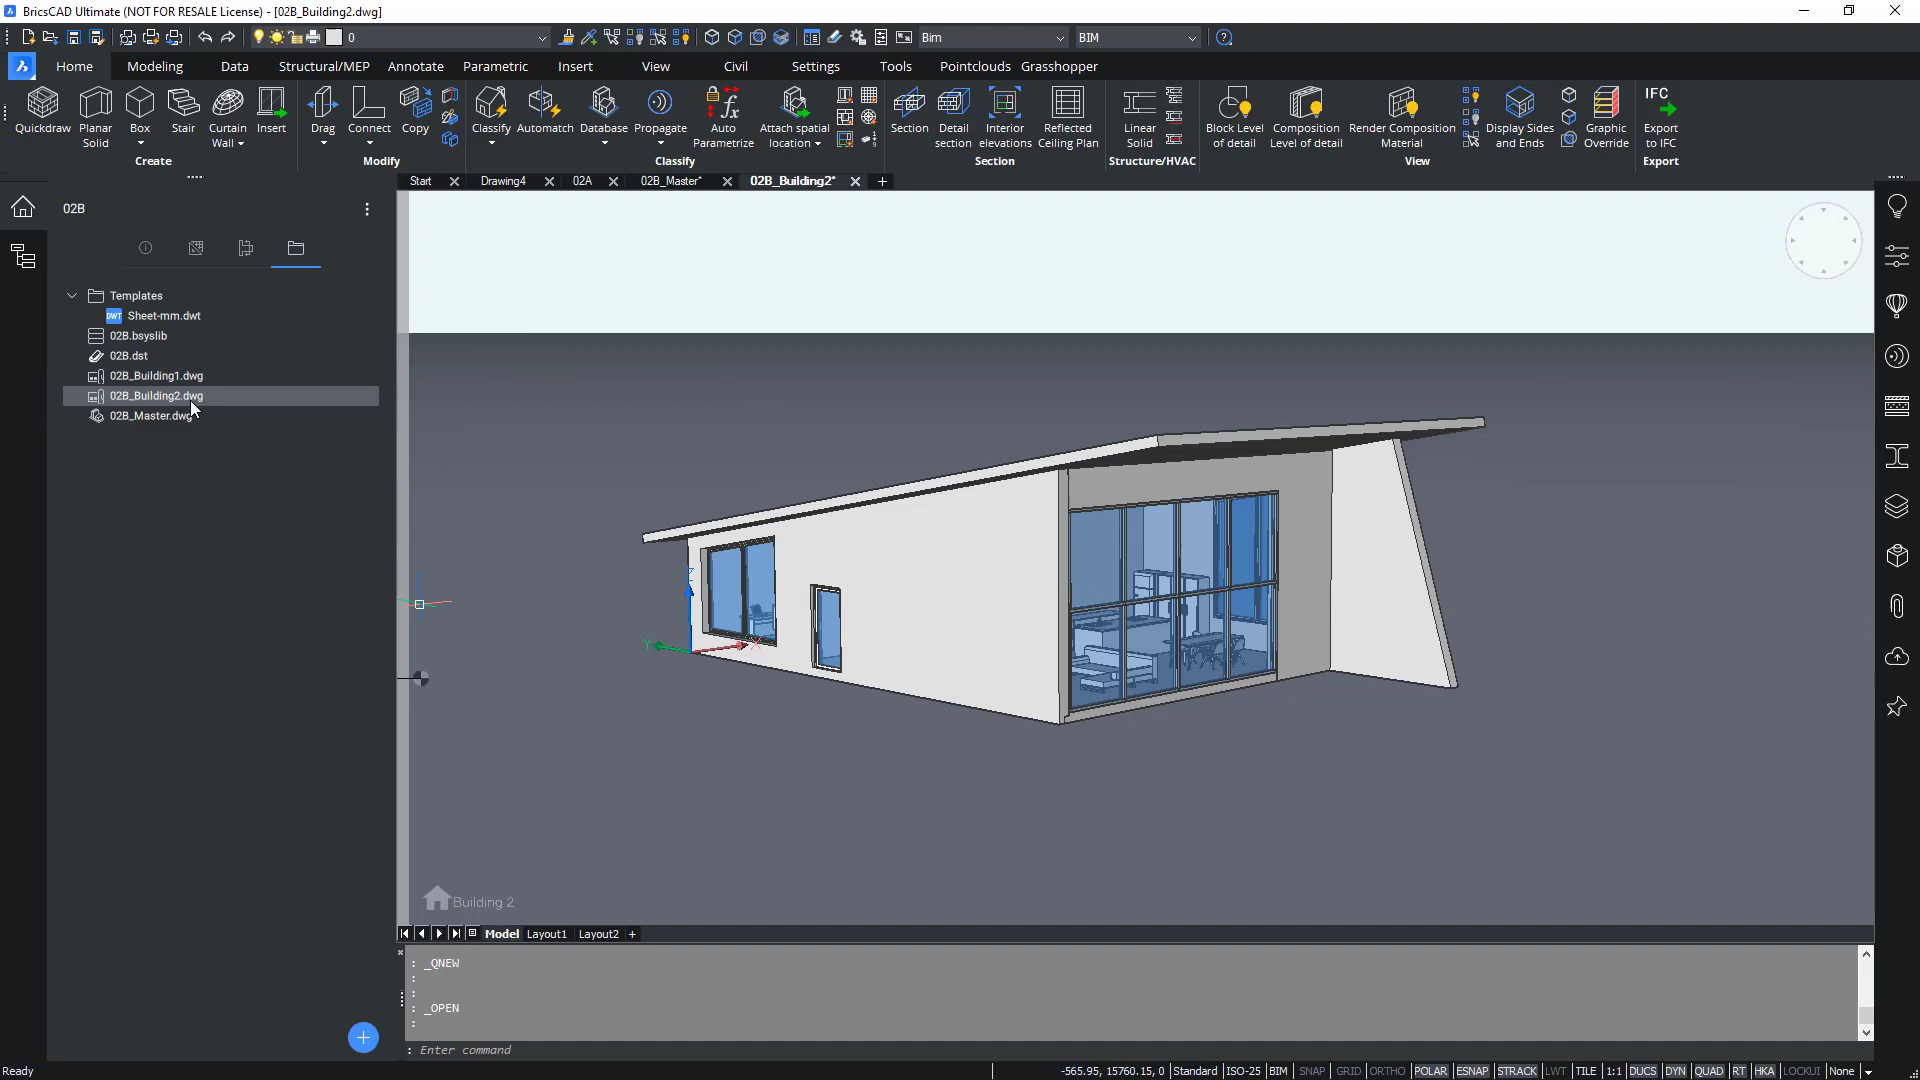 BricsCAD Ultimate (NOT FOR RESALE License) - [02B_Building2.dwg]
0
Bim
BIM
Home
Modeling
Data
Structural/MEP
Annotate
Parametric
Insert
View
Civil
Settings
Tools
Pointclouds
Grasshopper
Quickdraw
Planar
Solid
Box
Stair
Curtain
Wall
Insert
Create
Drag
Connect
Copy
Modify
Classify
Automatch
Database
Propagate
Auto
Parametrize
Attach spatial
location
Classify
Section
Detail
section
Interior
elevations
Reflected
Ceiling Plan
Section
Linear
Solid
Structure/HVAC
Block Level
of detail
Composition
Level of detail
Render Composition
Material
Display Sides
and Ends
Graphic
Override
View
IFC
Export
to IFC
Export
Start
Drawing4
02A
02B_Master*
02B_Building2*
02B
Templates
DWT
Sheet-mm.dwt
02B.bsyslib
02B.dst
02B_Building1.dwg
02B_Building2.dwg
02B_Master.dwg
Z
Y
X
Building 2
Model
Layout1
Layout2
: _QNEW
:
:
: _OPEN
:
: Enter command
Ready
-565.95, 15760.15, 0
Standard
ISO-25
BIM
SNAP
GRID
ORTHO
POLAR
ESNAP
STRACK
LWT
TILE
1:1
DUCS
DYN
QUAD
RT
HKA
LOCKUI
None